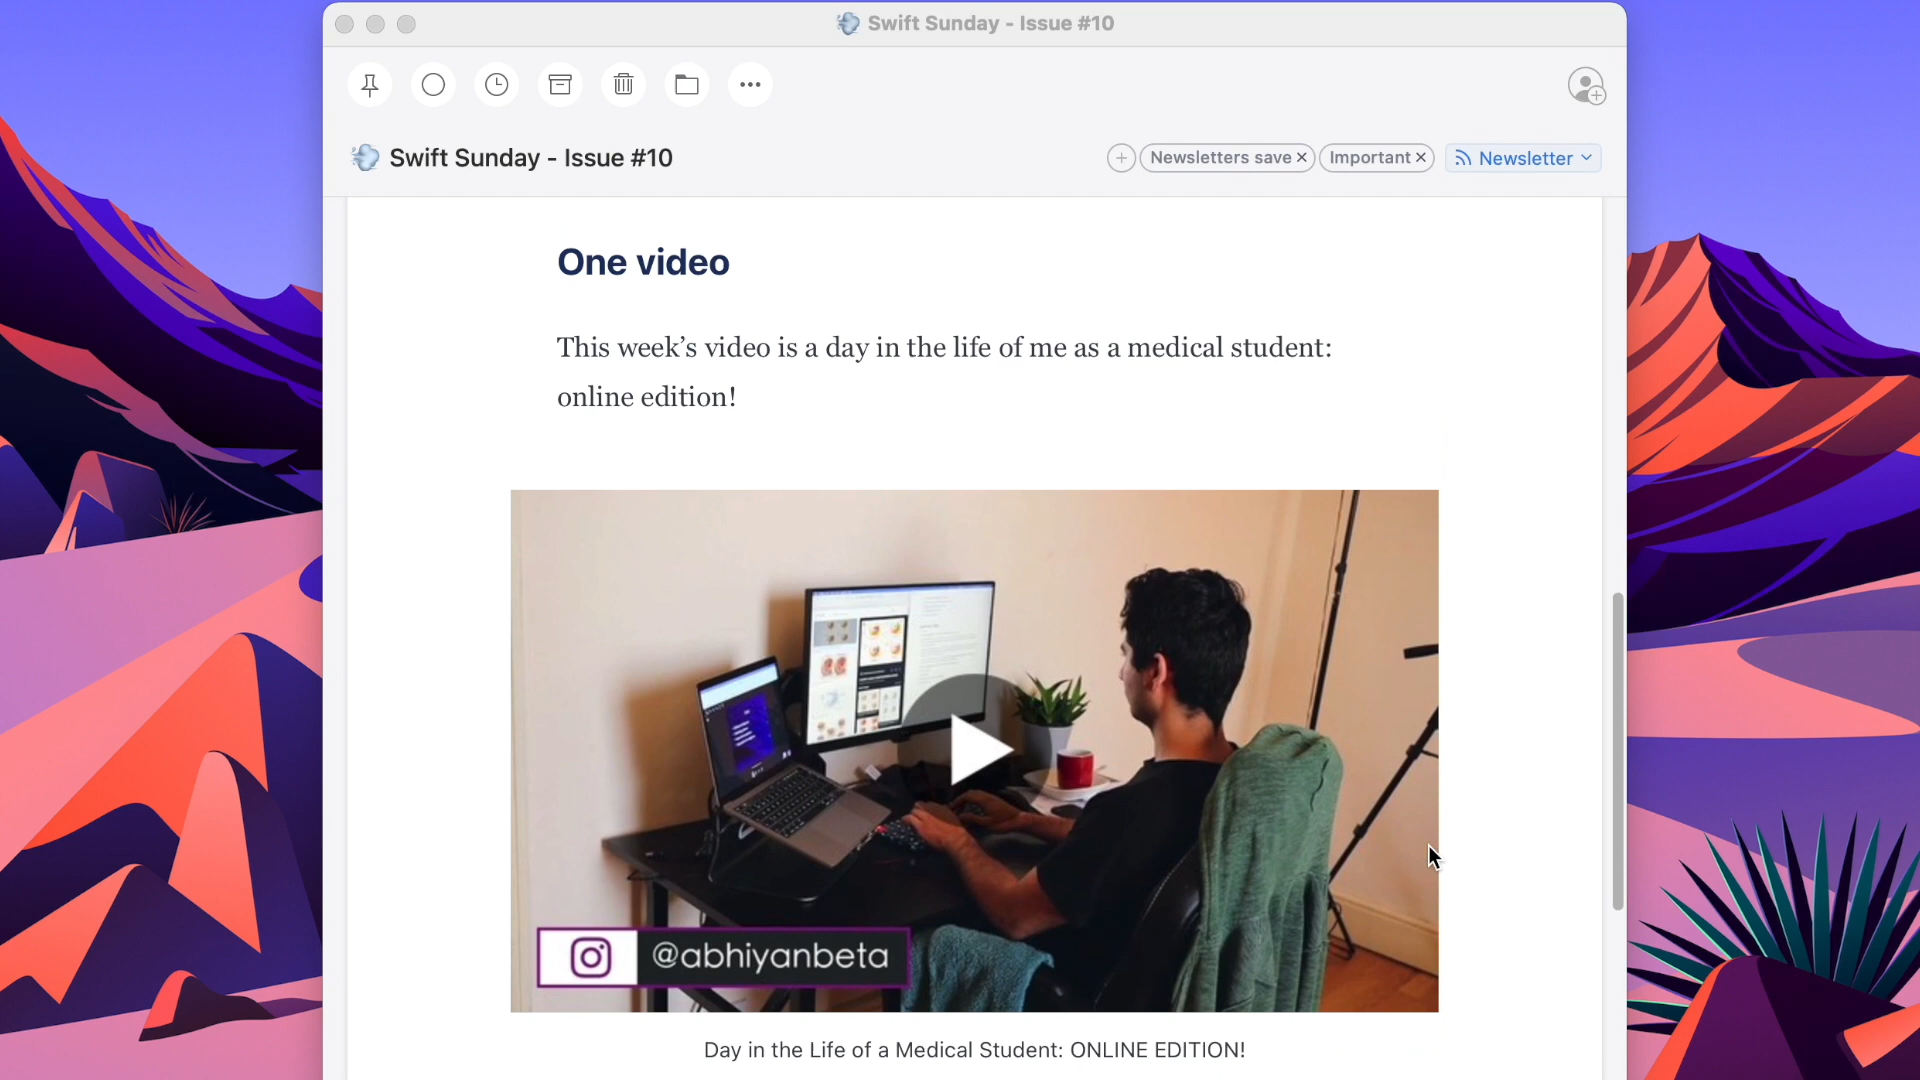 Swift Sunday - Issue #10
Swift Sunday - Issue #10
Newsletters save
Important
Newsletter
One video
This week’s video is a day in the life of me as a medical student:
online edition!
@abhiyanbeta
Day in the Life of a Medical Student: ONLINE EDITION!